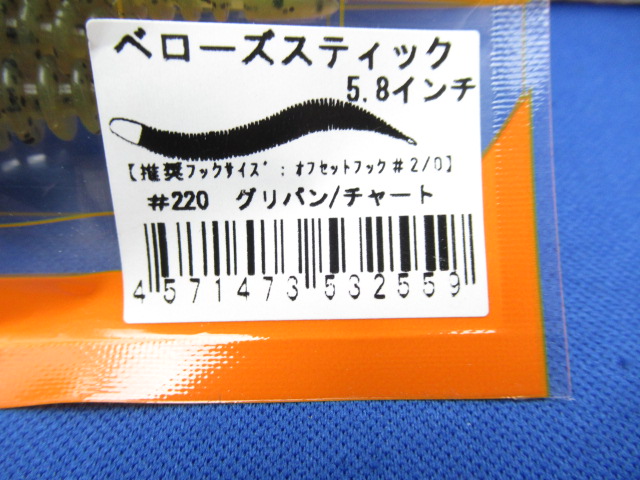 ベローズスティック
5.8インチ
【推奨フックサイズ：オフセットフック#2/0】
#220 グリパン/チャート
4571473532559